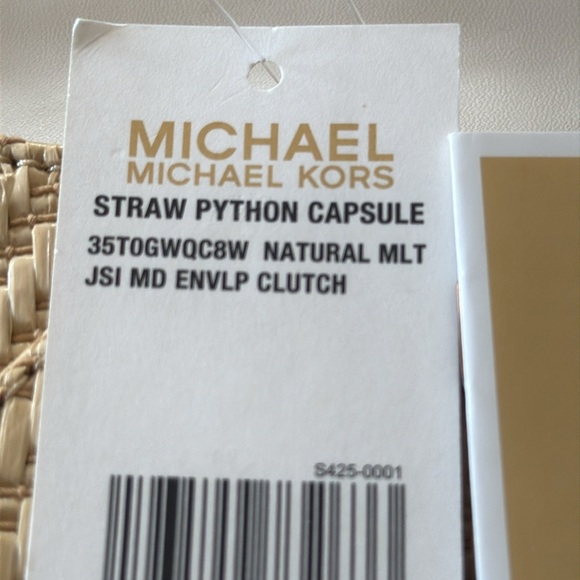 MICHAEL
MICHAEL KORS
STRAW PYTHON CAPSULE
35T0GWQC8W NATURAL MLT
JSI MD ENVLP CLUTCH
S425-0001